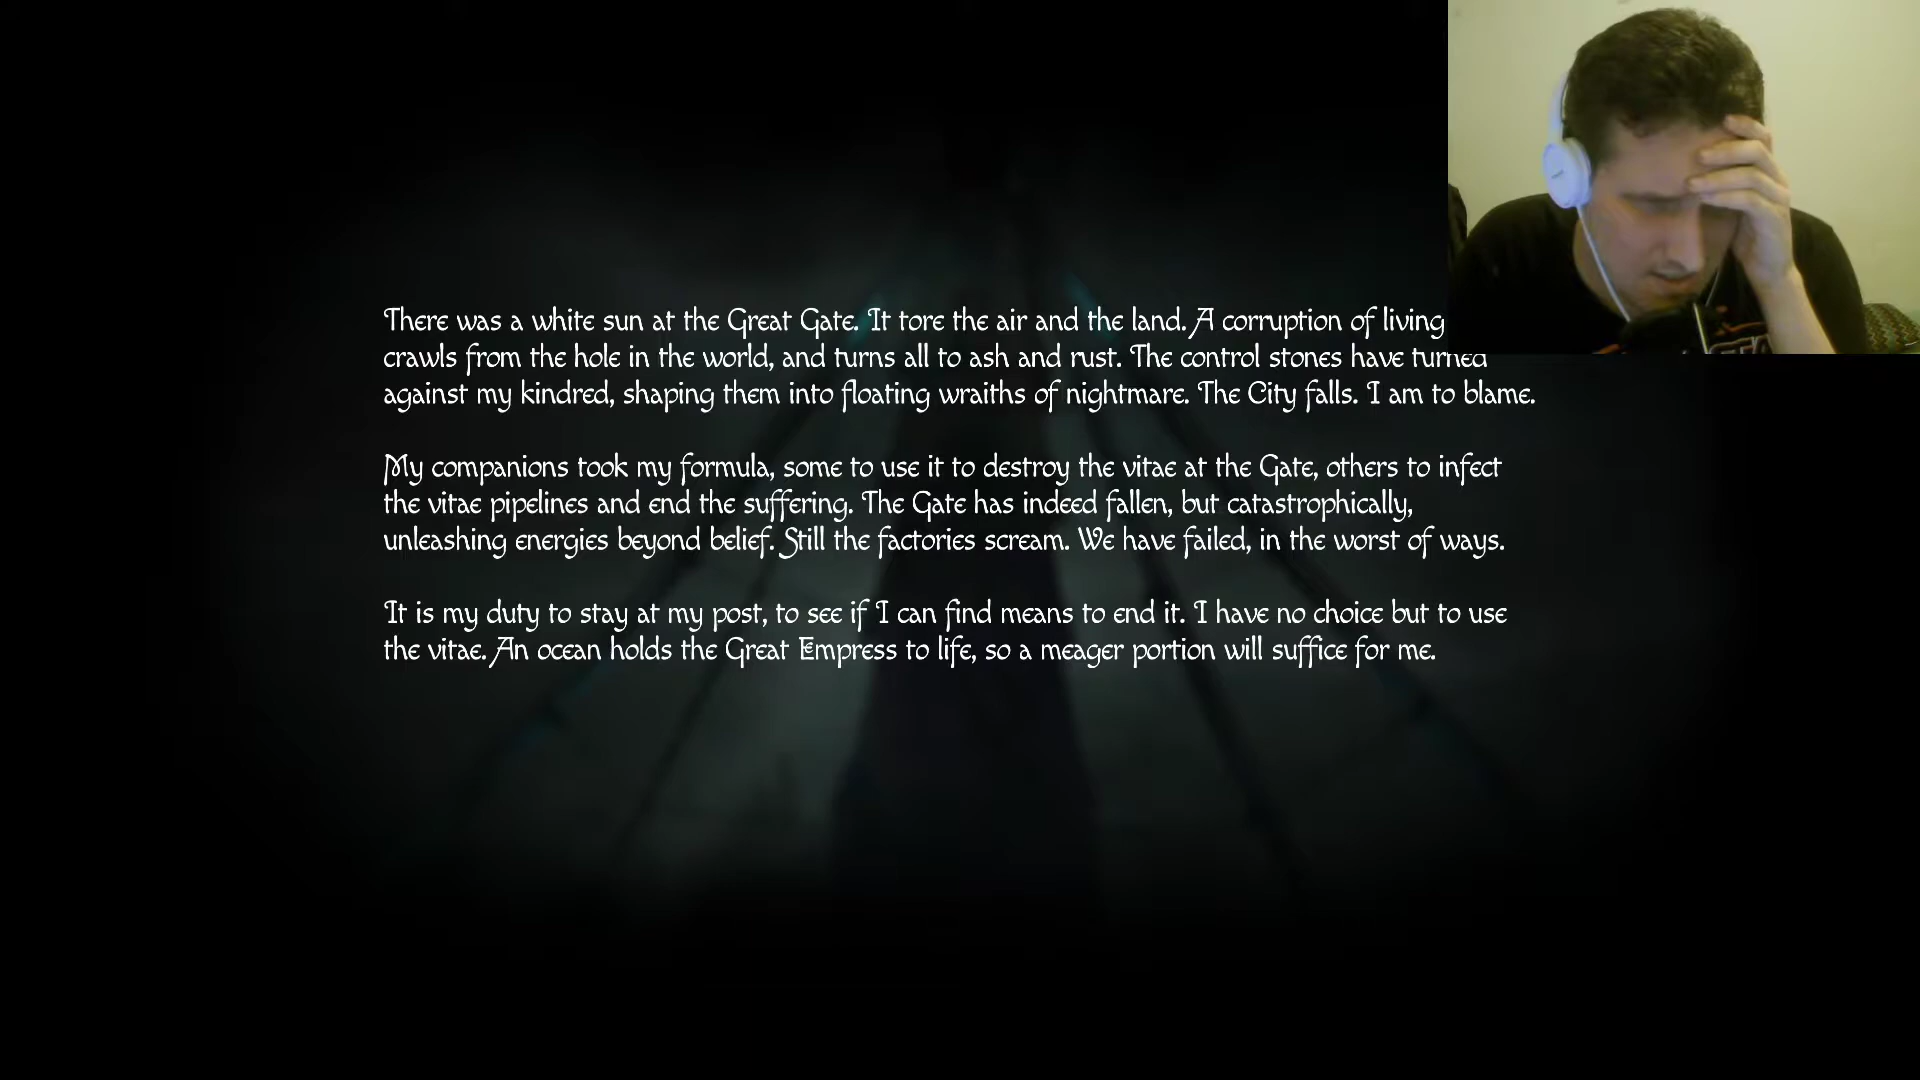 There was a white sun at the Great Gate. It tore the air and the land. A corruption of living
crawls from the hole in the world, and turns all to ash and rust. The control stones have turned
against my kindred, shaping them into floating wraiths of nightmare. The City falls. I am to blame.
My companions took my formula, some to use it to destroy the vitae at the Gate, others to infect
the vitae pipelines and end the suffering. The Gate has indeed fallen, but catastrophically,
unleashing energies beyond belief. Still the factories scream. We have failed, in the worst of ways.
It is my duty to stay at my post, to see if I can find means to end it. I have no choice but to use
the vitae. An ocean holds the Great Empress to life, so a meager portion will suffice for me.